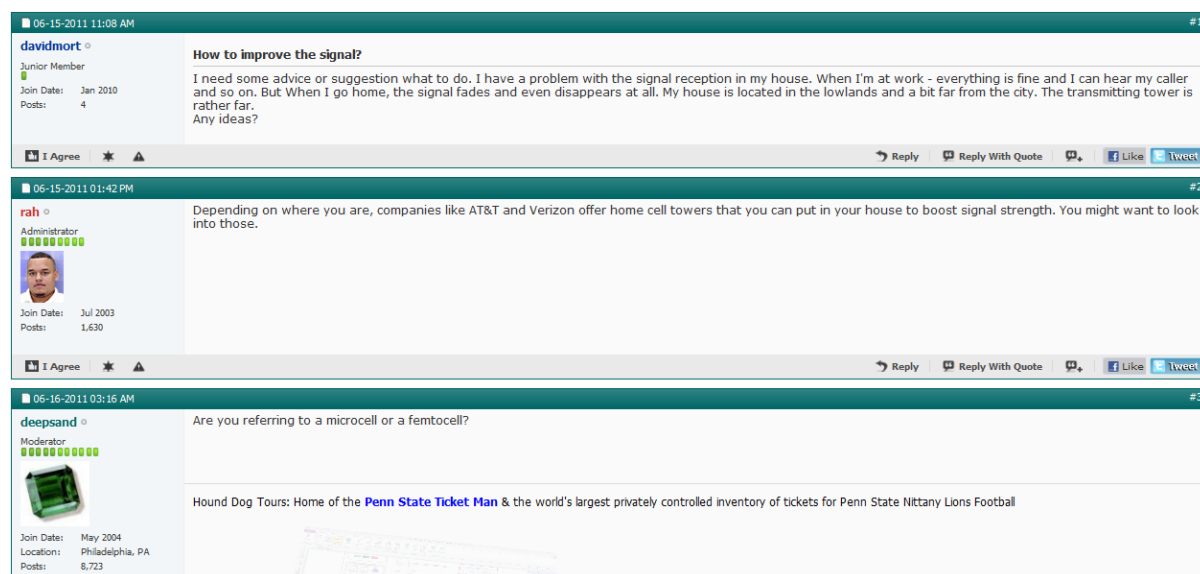 06-15-2011 11:08 AM
#1
davidmort
Junior Member
Join Date: Jan 2010
Posts: 4
How to improve the signal?
I need some advice or suggestion what to do. I have a problem with the signal reception in my house. When I'm at work - everything is fine and I can hear my caller
and so on. But When I go home, the signal fades and even disappears at all. My house is located in the lowlands and a bit far from the city. The transmitting tower is
rather far.
Any ideas?
I Agree
Reply Reply With Quote Like Tweet
06-15-2011 01:42 PM
#2
rah
Administrator
Join Date: Jul 2003
Posts: 1,630
Depending on where you are, companies like AT&T and Verizon offer home cell towers that you can put in your house to boost signal strength. You might want to look
into those.
I Agree
Reply Reply With Quote Like Tweet
06-16-2011 03:16 AM
#3
deepsand
Moderator
Join Date: May 2004
Location: Philadelphia, PA
Posts: 8,723
Are you referring to a microcell or a femtocell?
Hound Dog Tours: Home of the Penn State Ticket Man & the world's largest privately controlled inventory of tickets for Penn State Nittany Lions Football